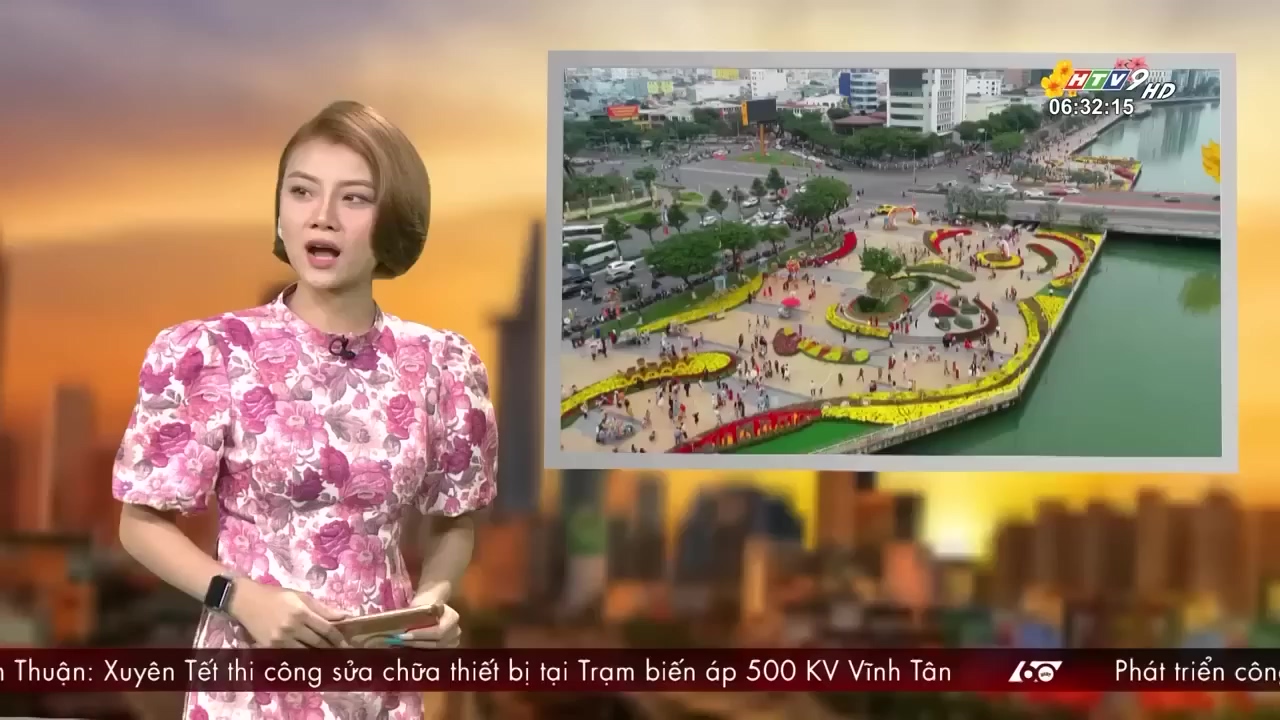 HTV9 HD
06:32:15
Thuận: Xuyên Tết thi công sửa chữa thiết bị tại Trạm biến áp 500 KV Vĩnh Tân
60
Phát triển